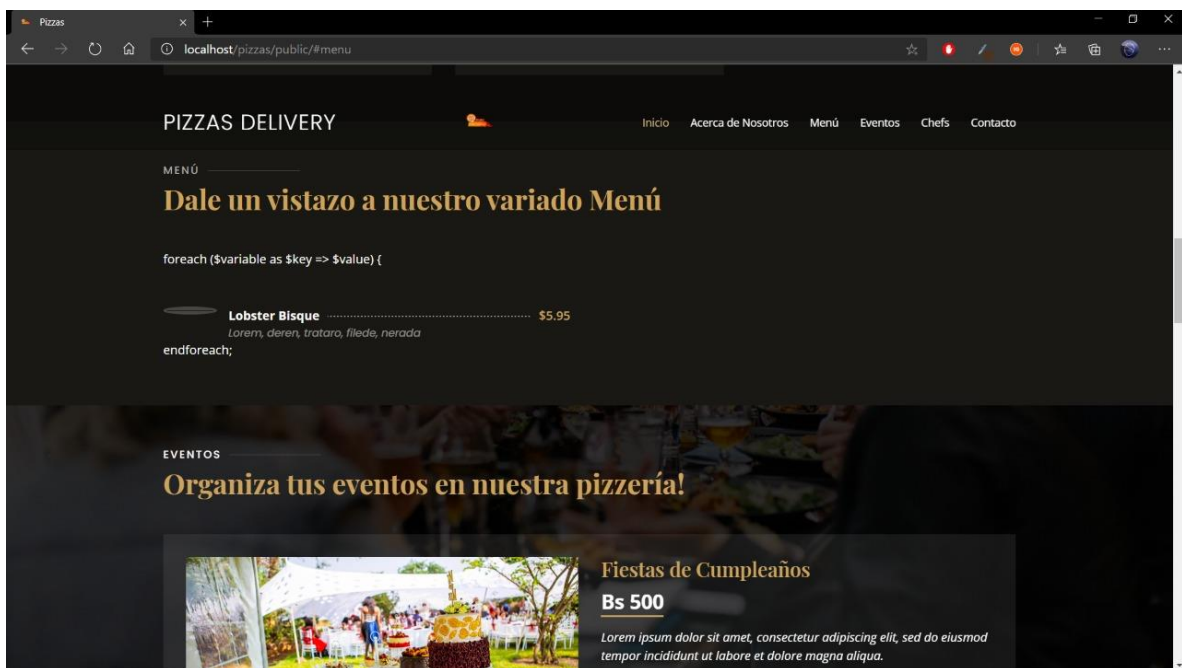 Pizzas
localhost/pizzas/public/#menu
PIZZAS DELIVERY
Inicio Acerca de Nosotros Menú Eventos Chefs Contacto
MENÚ
Dale un vistazo a nuestro variado Menú
foreach ($variable as $key => $value) {
Lobster Bisque $5.95
Lorem, deren, trataro, filede, nerada
endforeach;
EVENTOS
Organiza tus eventos en nuestra pizzería!
Fiestas de Cumpleaños
Bs 500
Lorem ipsum dolor sit amet, consectetur adipiscing elit, sed do eiusmod
tempor incididunt ut labore et dolore magna aliqua.